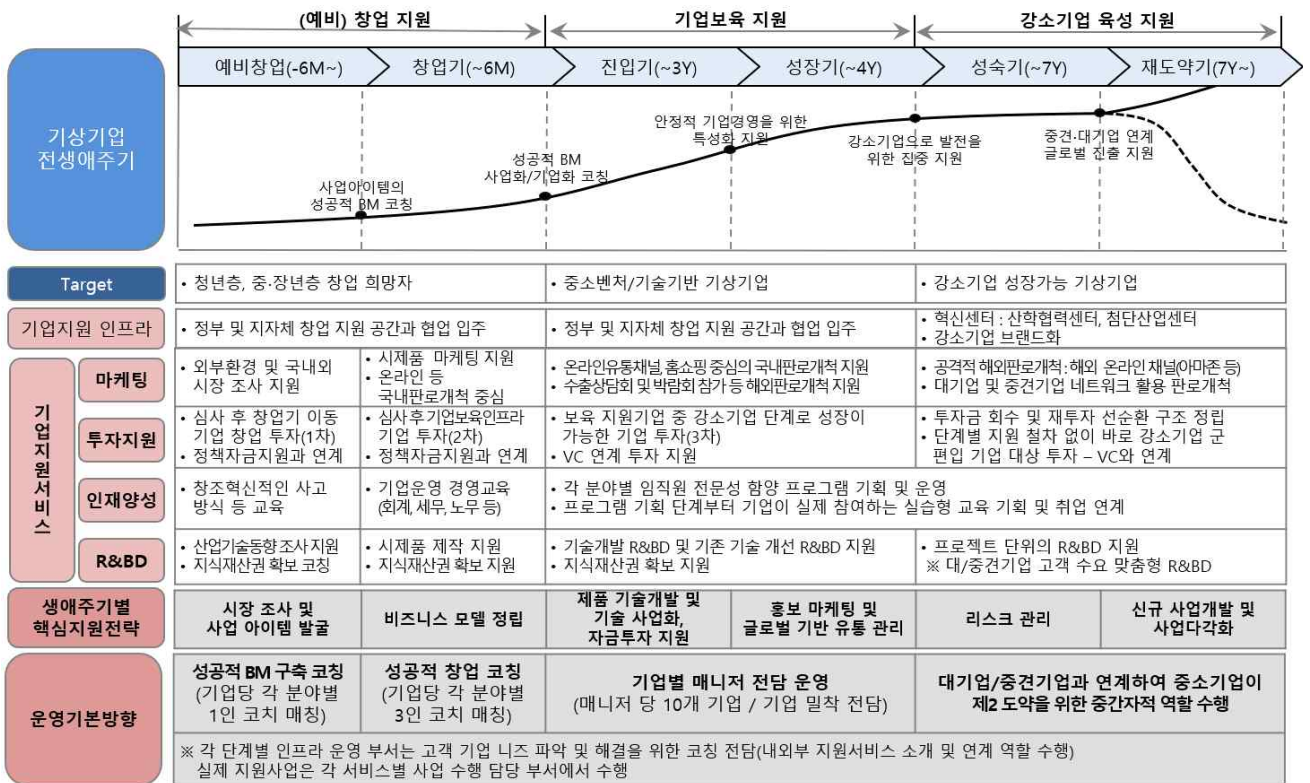 (예비) 창업 지원
기업보육 지원
강소기업 육성 지원
예비창업(-6M~)
창업기(~6M)
진입기(~3Y)
성장기(~4Y)
성숙기(~7Y)
재도약기(7Y~)
기상기업
전생애주기
사업아이템의
성공적 BM 코칭
성공적 BM
사업화/기업화 코칭
안정적 기업경영을 위한
특성화 지원
강소기업으로 발전을
위한 집중 지원
중견·대기업 연계
글로벌 진출 지원
Target
• 청년층, 중·장년층 창업 희망자
• 중소벤처/기술기반 기상기업
• 강소기업 성장가능 기상기업
기업지원 인프라
• 정부 및 지자체 창업 지원 공간과 협업 입주
• 정부 및 지자체 창업 지원 공간과 협업 입주
• 혁신센터 : 산학협력센터, 첨단산업센터
• 강소기업 브랜드화
기업지원서비스
마케팅
• 외부환경 및 국내외
시장 조사 지원
• 시제품 마케팅 지원
• 온라인 등
국내판로개척 중심
• 온라인유통채널, 홈쇼핑 중심의 국내판로개척 지원
• 수출상담회 및 박람회 참가 등 해외판로개척 지원
• 공격적 해외판로개척 : 해외 온라인 채널(아마존 등)
• 대기업 및 중견기업 네트워크 활용 판로개척
투자지원
• 심사 후 창업기 이동
기업 창업 투자(1차)
• 정책자금지원과 연계
• 심사 후 기업보육인프라
기업 투자(2차)
• 정책자금지원과 연계
• 보육 지원기업 중 강소기업 단계로 성장이
가능한 기업 투자(3차)
• VC 연계 투자 지원
• 투자금 회수 및 재투자 선순환 구조 정립
• 단계별 지원 절차 없이 바로 강소기업 군
편입 기업 대상 투자 – VC와 연계
인재양성
• 창조혁신적인 사고
방식 등 교육
• 기업운영 경영교육
(회계, 세무, 노무 등)
• 각 분야별 임직원 전문성 함양 프로그램 기획 및 운영
• 프로그램 기획 단계부터 기업이 실제 참여하는 실습형 교육 기획 및 취업 연계
R&BD
• 산업기술동향 조사 지원
• 지식재산권 확보 코칭
• 시제품 제작 지원
• 지식재산권 확보 지원
• 기술개발 R&BD 및 기존 기술 개선 R&BD 지원
• 지식재산권 확보 지원
• 프로젝트 단위의 R&BD 지원
※ 대/중견기업 고객 수요 맞춤형 R&BD
생애주기별
핵심지원전략
시장 조사 및
사업 아이템 발굴
비즈니스 모델 정립
제품 기술개발 및
기술 사업화,
자금투자 지원
홍보 마케팅 및
글로벌 기반 유통 관리
리스크 관리
신규 사업개발 및
사업다각화
운영기본방향
성공적 BM 구축 코칭
(기업당 각 분야별
1인 코치 매칭)
성공적 창업 코칭
(기업당 각 분야별
3인 코치 매칭)
기업별 매니저 전담 운영
(매니저 당 10개 기업 / 기업 밀착 전담)
대기업/중견기업과 연계하여 중소기업이
제2 도약을 위한 중간자적 역할 수행
※ 각 단계별 인프라 운영 부서는 고객 기업 니즈 파악 및 해결을 위한 코칭 전담(내외부 지원서비스 소개 및 연계 역할 수행)
실제 지원사업은 각 서비스별 사업 수행 담당 부서에서 수행